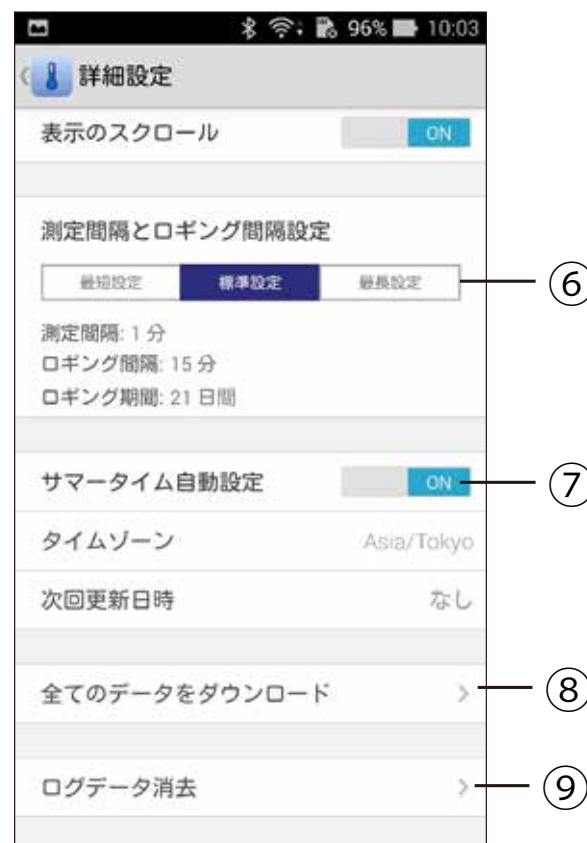 96% 10:03
詳細設定
表示のスクロール ON
測定間隔とロギング間隔設定
最短設定 標準設定 最長設定 ⑥
測定間隔: 1 分
ロギング間隔: 15 分
ロギング期間: 21 日間
サマータイム自動設定 ON ⑦
タイムゾーン Asia/Tokyo
次回更新日時 なし
全てのデータをダウンロード ⑧
ログデータ消去 ⑨